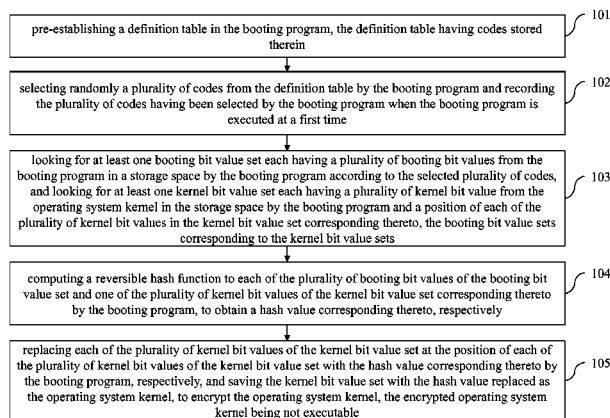 101
pre-establishing a definition table in the booting program, the definition table having codes stored
therein
102
selecting randomly a plurality of codes from the definition table by the booting program and recording
the plurality of codes having been selected by the booting program when the booting program is
executed at a first time
103
looking for at least one booting bit value set each having a plurality of booting bit values from the
booting program in a storage space by the booting program according to the selected plurality of codes,
and looking for at least one kernel bit value set each having a plurality of kernel bit value from the
operating system kernel in the storage space by the booting program and a position of each of the
plurality of kernel bit values in the kernel bit value set corresponding thereto, the booting bit value sets
corresponding to the kernel bit value sets
104
computing a reversible hash function to each of the plurality of booting bit values of the booting bit
value set and one of the plurality of kernel bit values of the kernel bit value set corresponding thereto
by the booting program, to obtain a hash value corresponding thereto, respectively
105
replacing each of the plurality of kernel bit values of the kernel bit value set at the position of each of
the plurality of kernel bit values of the kernel bit value set with the hash value corresponding thereto by
the booting program, respectively, and saving the kernel bit value set with the hash value replaced as
the operating system kernel, to encrypt the operating system kernel, the encrypted operating system
kernel being not executable